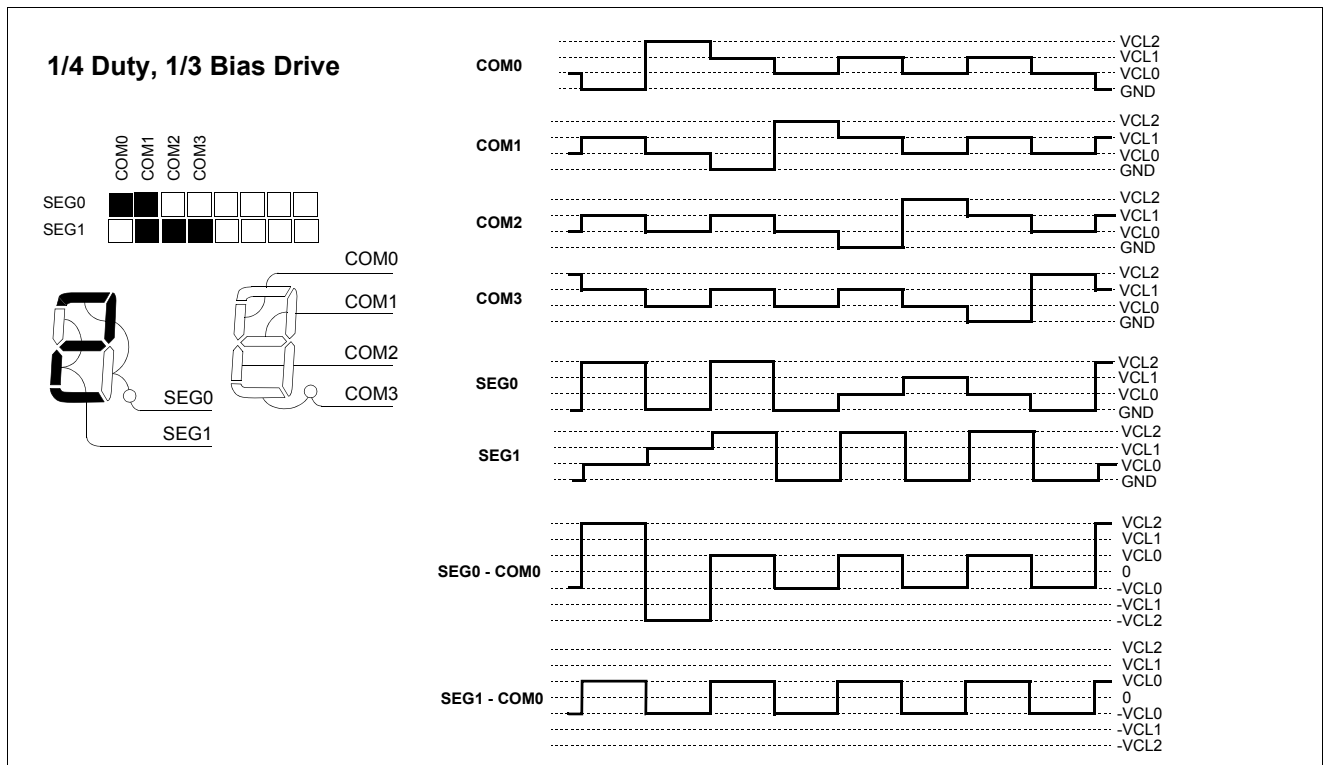 1/4 Duty, 1/3 Bias Drive
COM0
COM1
COM2
COM3
SEG0
SEG1
COM0
COM1
COM2
COM3
SEG0
SEG1
COM0
VCL2
VCL1
VCL0
GND
COM1
VCL2
VCL1
VCL0
GND
COM2
VCL2
VCL1
VCL0
GND
COM3
VCL2
VCL1
VCL0
GND
SEG0
VCL2
VCL1
VCL0
GND
SEG1
VCL2
VCL1
VCL0
GND
SEG0 - COM0
VCL2
VCL1
VCL0
0
-VCL0
-VCL1
-VCL2
SEG1 - COM0
VCL2
VCL1
VCL0
0
-VCL0
-VCL1
-VCL2